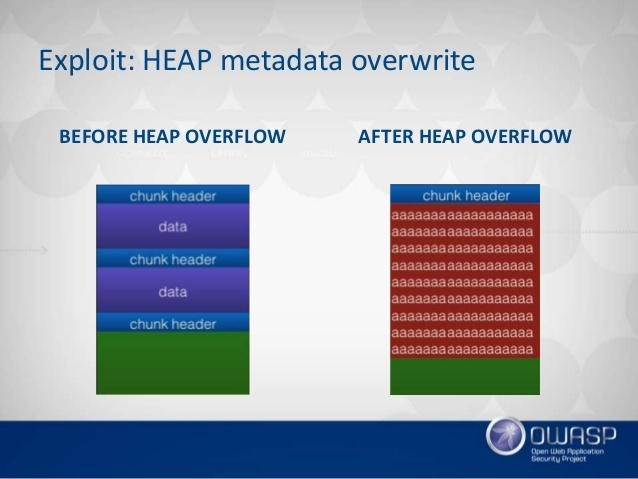 Exploit: HEAP metadata overwrite
BEFORE HEAP OVERFLOW
chunk header
data
chunk header
data
chunk header
AFTER HEAP OVERFLOW
chunk header
aaaaaaaaaaaaaaaaaa
aaaaaaaaaaaaaaaaaa
aaaaaaaaaaaaaaaaaa
aaaaaaaaaaaaaaaaaa
aaaaaaaaaaaaaaaaaa
aaaaaaaaaaaaaaaaaa
aaaaaaaaaaaaaaaaaa
aaaaaaaaaaaaaaaaaa
aaaaaaaaaaaaaaaaaa
OWASP
Open Web Application
Security Project